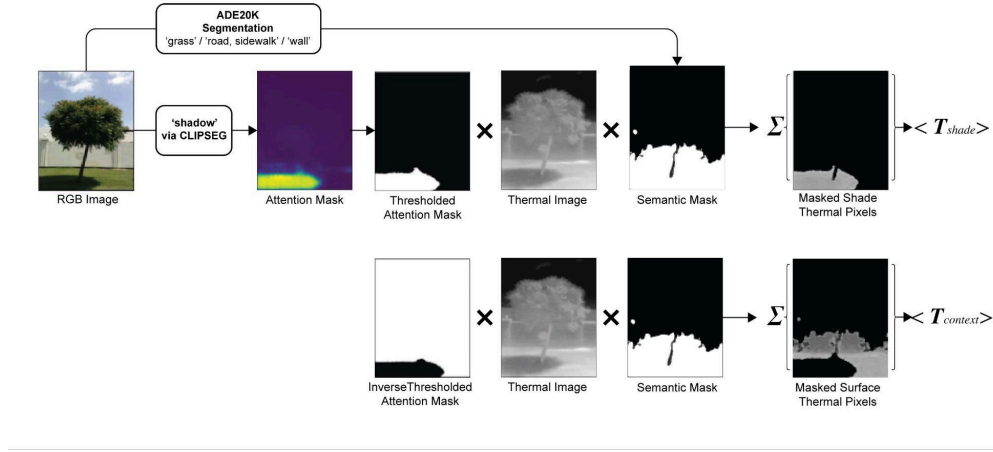 ADE20K
Segmentation
‘grass’ / ‘road, sidewalk’ / ‘wall’
‘shadow’
via CLIPSEG
Σ
< Tshade>
RGB Image
Attention Mask
Thresholded
Attention Mask
Thermal Image
Semantic Mask
Masked Shade
Thermal Pixels
Σ
< Tcontext>
InverseThresholded
Attention Mask
Thermal Image
Semantic Mask
Masked Surface
Thermal Pixels